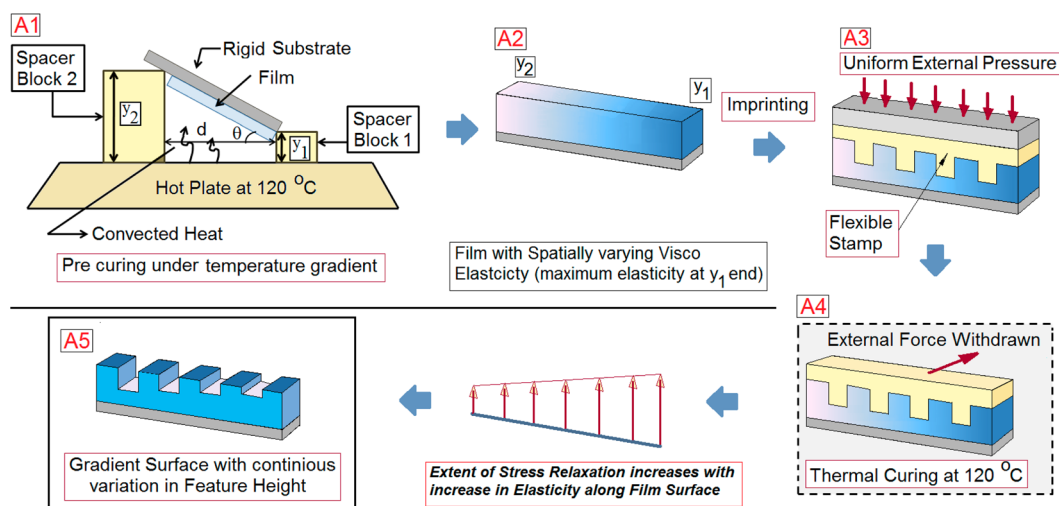 A1
Rigid Substrate
Film
Spacer
Block 2
y2
d
θ
y1
Spacer
Block 1
Hot Plate at 120 °C
Convected Heat
Pre curing under temperature gradient
A2
y2
y1
Film with Spatially varying Visco
Elastcicty (maximum elasticity at y1 end)
Imprinting
A3
Uniform External Pressure
Flexible
Stamp
A4
External Force Withdrawn
Thermal Curing at 120 °C
Extent of Stress Relaxation increases with
increase in Elasticity along Film Surface
A5
Gradient Surface with continious
variation in Feature Height